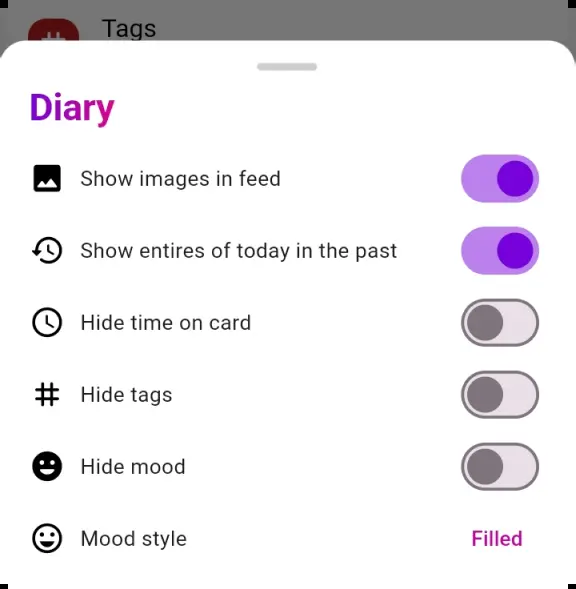 Tags
Diary
Show images in feed
Show entires of today in the past
Hide time on card
Hide tags
Hide mood
Mood style Filled